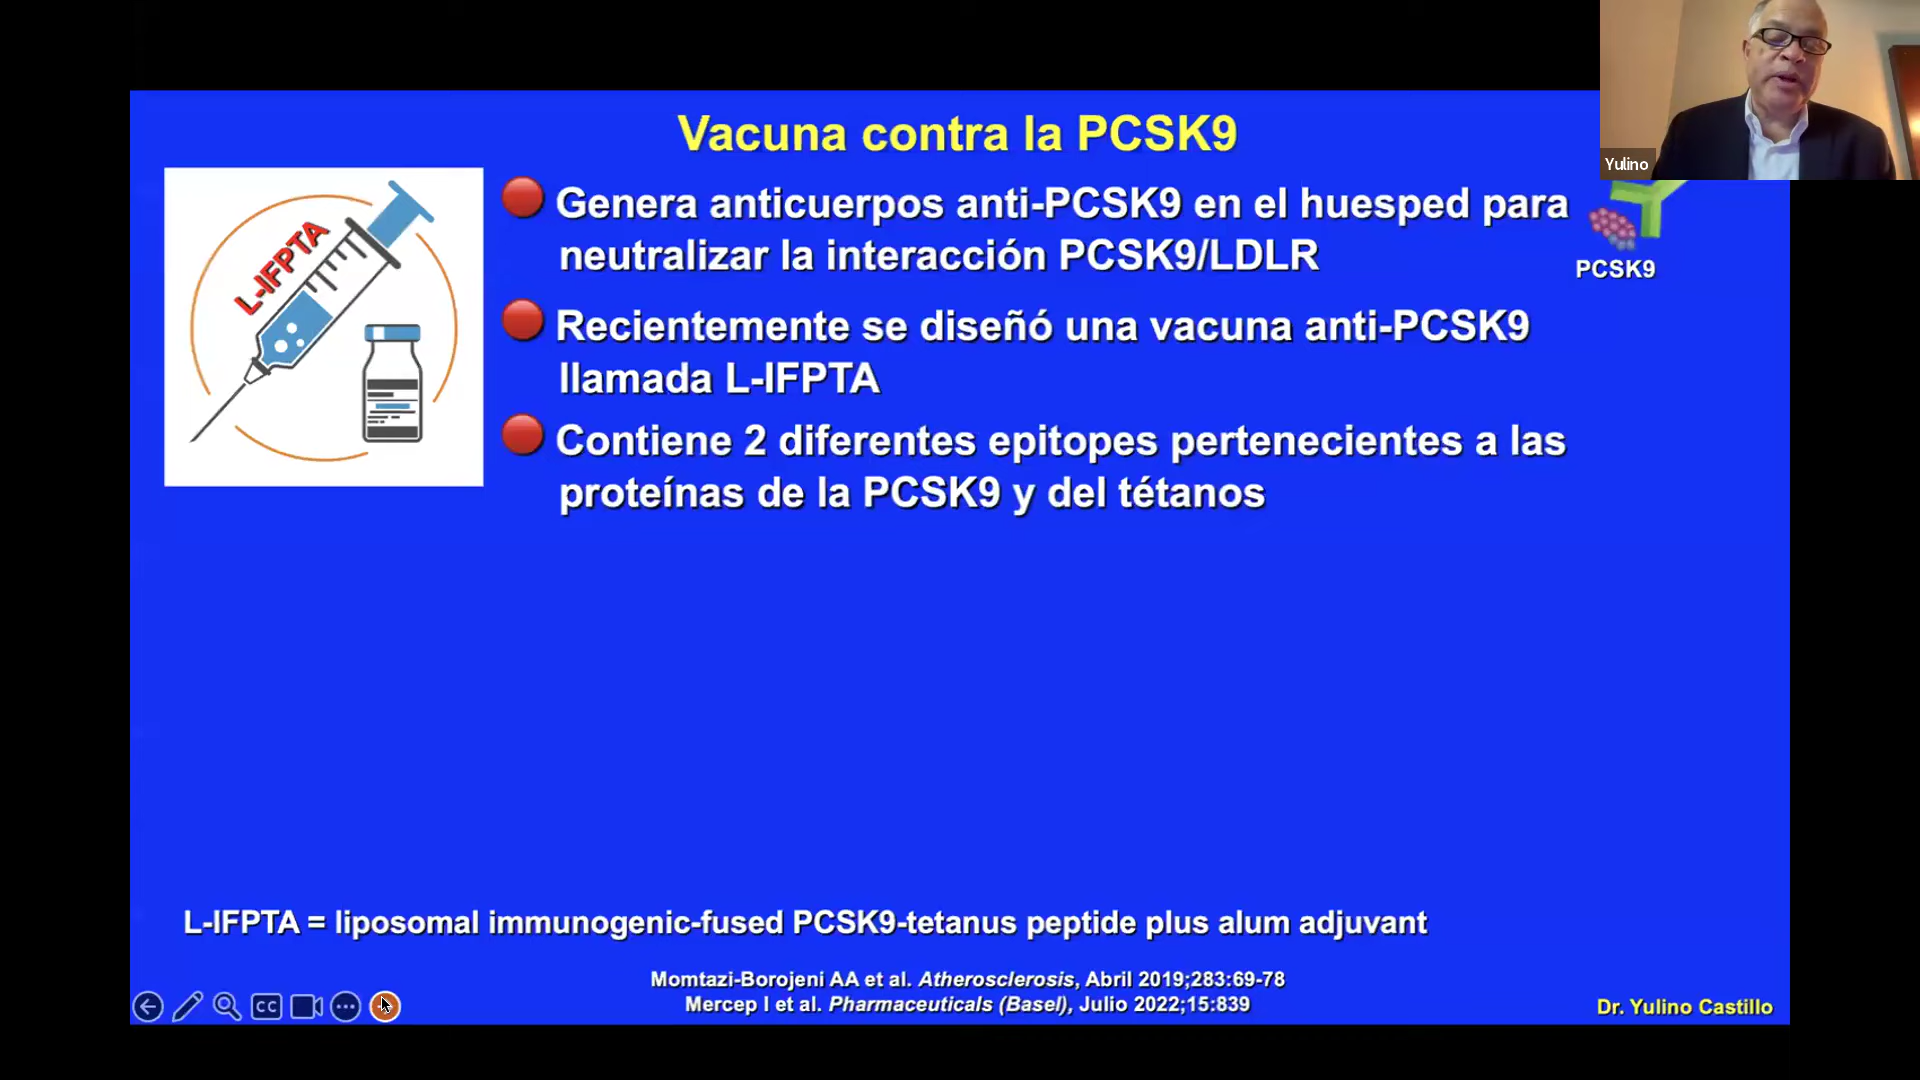 Vacuna contra la PCSK9
Yulino
L-IFPTA
Genera anticuerpos anti-PCSK9 en el huesped para
neutralizar la interacción PCSK9/LDLR
PCSK9
Recientemente se diseñó una vacuna anti-PCSK9
llamada L-IFPTA
Contiene 2 diferentes epitopes pertenecientes a las
proteínas de la PCSK9 y del tétanos
L-IFPTA = liposomal immunogenic-fused PCSK9-tetanus peptide plus alum adjuvant
Momtazi-Borojeni AA et al. Atherosclerosis, Abril 2019;283:69-78
Mercep I et al. Pharmaceuticals (Basel), Julio 2022;15:839
CC
Dr. Yulino Castillo